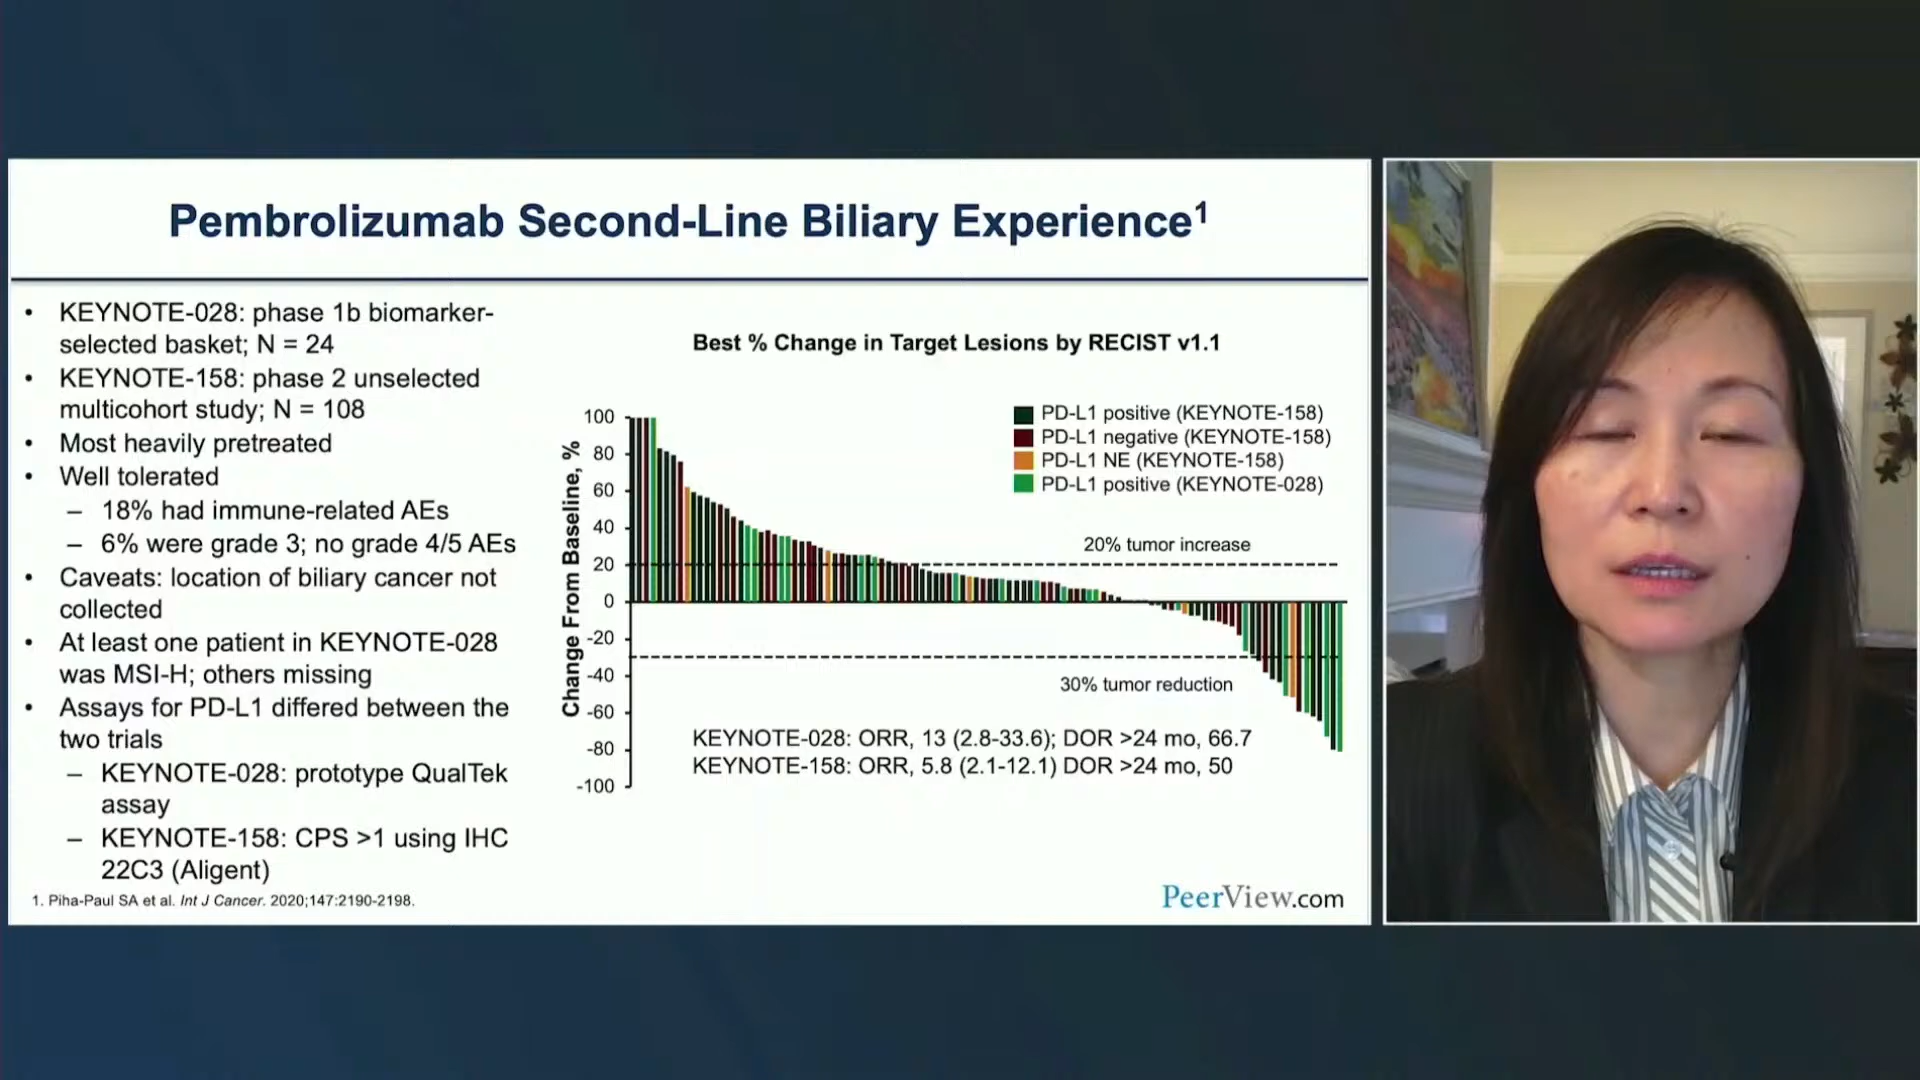 Pembrolizumab Second-Line Biliary Experience1
• KEYNOTE-028: phase 1b biomarker-
selected basket; N = 24
• KEYNOTE-158: phase 2 unselected
multicohort study; N = 108
• Most heavily pretreated
• Well tolerated
– 18% had immune-related AEs
– 6% were grade 3; no grade 4/5 AEs
• Caveats: location of biliary cancer not
collected
• At least one patient in KEYNOTE-028
was MSI-H; others missing
• Assays for PD-L1 differed between the
two trials
– KEYNOTE-028: prototype QualTek
assay
– KEYNOTE-158: CPS >1 using IHC
22C3 (Aligent)
Best % Change in Target Lesions by RECIST v1.1
Change From Baseline, %
100
80
60
40
20
0
-20
-40
-60
-80
-100
PD-L1 positive (KEYNOTE-158)
PD-L1 negative (KEYNOTE-158)
PD-L1 NE (KEYNOTE-158)
PD-L1 positive (KEYNOTE-028)
20% tumor increase
30% tumor reduction
KEYNOTE-028: ORR, 13 (2.8-33.6); DOR >24 mo, 66.7
KEYNOTE-158: ORR, 5.8 (2.1-12.1) DOR >24 mo, 50
1. Piha-Paul SA et al. Int J Cancer. 2020;147:2190-2198.
PeerView.com